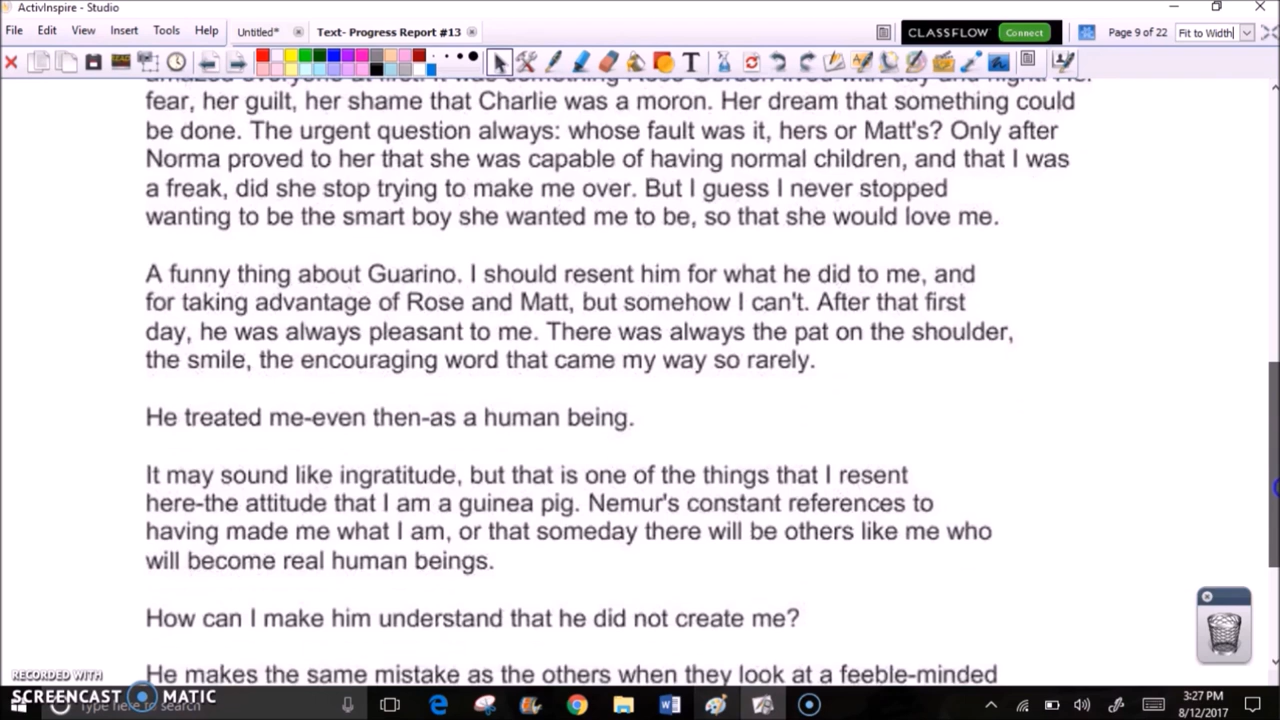 ActivInspire - Studio
File Edit View Insert Tools Help
Untitled* Text- Progress Report #13
CLASSFLOW Connect
Page 9 of 22 Fit to Width
fear, her guilt, her shame that Charlie was a moron. Her dream that something could
be done. The urgent question always: whose fault was it, hers or Matt's? Only after
Norma proved to her that she was capable of having normal children, and that I was
a freak, did she stop trying to make me over. But I guess I never stopped
wanting to be the smart boy she wanted me to be, so that she would love me.
A funny thing about Guarino. I should resent him for what he did to me, and
for taking advantage of Rose and Matt, but somehow I can't. After that first
day, he was always pleasant to me. There was always the pat on the shoulder,
the smile, the encouraging word that came my way so rarely.
He treated me-even then-as a human being.
It may sound like ingratitude, but that is one of the things that I resent
here-the attitude that I am a guinea pig. Nemur's constant references to
having made me what I am, or that someday there will be others like me who
will become real human beings.
How can I make him understand that he did not create me?
He makes the same mistake as the others when they look at a feeble-minded
RECORDED WITH
SCREENCAST MATIC
Type here to search
3:27 PM
8/12/2017